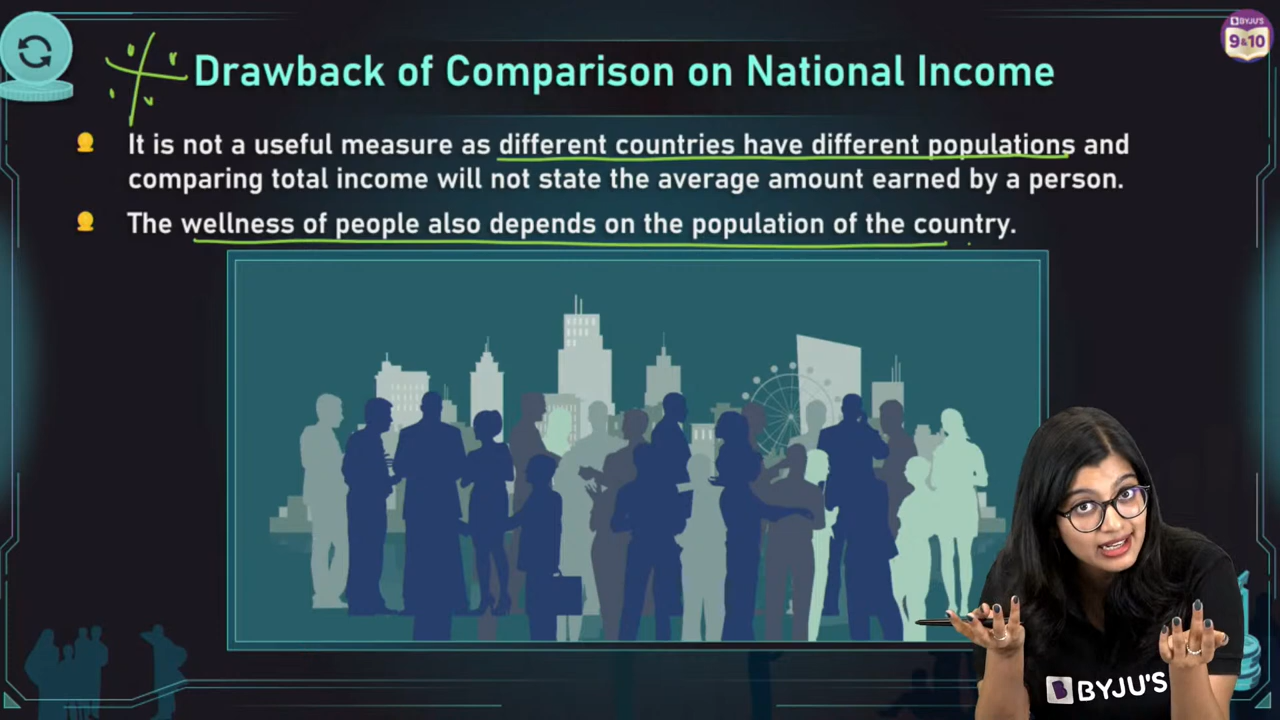 BYJU'S
9&10
Drawback of Comparison on National Income
It is not a useful measure as different countries have different populations and
comparing total income will not state the average amount earned by a person.
The wellness of people also depends on the population of the country.
BYJU'S